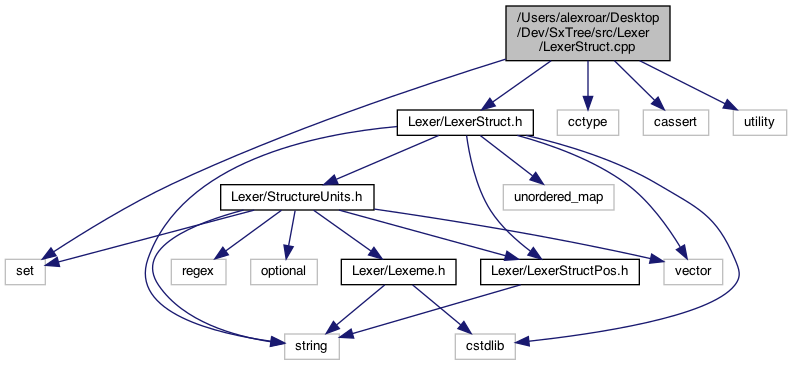 /Users/alexroar/Desktop
/Dev/SxTree/src/Lexer
/LexerStruct.cpp
Lexer/LexerStruct.h
cctype
cassert
utility
Lexer/StructureUnits.h
unordered_map
set
regex
optional
Lexer/Lexeme.h
Lexer/LexerStructPos.h
vector
string
cstdlib